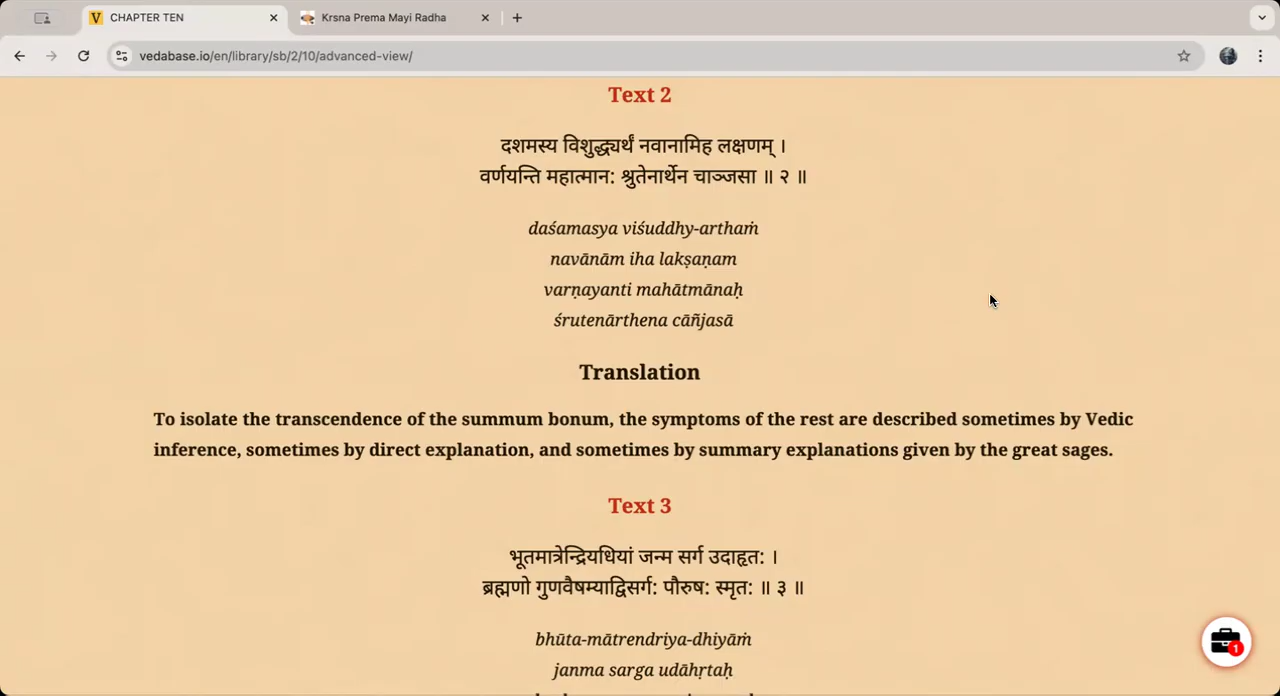 CHAPTER TEN
Krsna Prema Mayi Radha
vedabase.io/en/library/sb/2/10/advanced-view/
Text 2
दशमस्य विशुद्ध्यर्थं नवानामिह लक्षणम् ।
वर्णयन्ति महात्मान: श्रुतेनार्थेन चाञ्जसा ॥ २ ॥
daśamasya viśuddhy-arthaṁ
navānām iha lakṣaṇam
varṇayanti mahātmānaḥ
śrutenārthena cāñjasā
Translation
To isolate the transcendence of the summum bonum, the symptoms of the rest are described sometimes by Vedic
inference, sometimes by direct explanation, and sometimes by summary explanations given by the great sages.
Text 3
भूतमात्रेन्द्रियधियां जन्म सर्ग उदाहृत: ।
ब्रह्मणो गुणवैषम्याद्विसर्ग: पौरुष: स्मृत: ॥ ३ ॥
bhūta-mātrendriya-dhiyāṁ
janma sarga udāhṛtaḥ
1